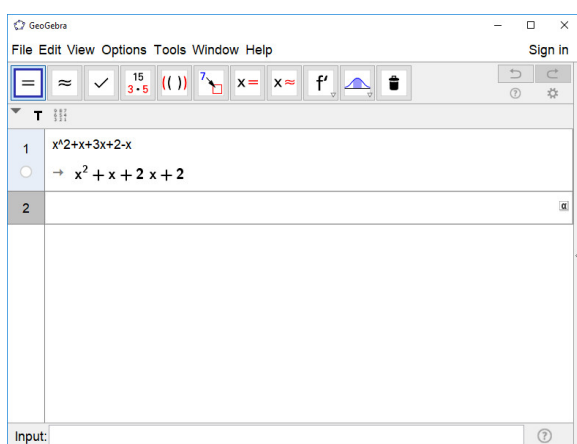 GeoGebra
File Edit View Options Tools Window Help Sign in
= ≈ ✓ 15 3·5 (( )) 7 x= x≈ f′
T
1 x^2+x+3x+2-x
→ x² + x + 2 x + 2
2 α
Input: